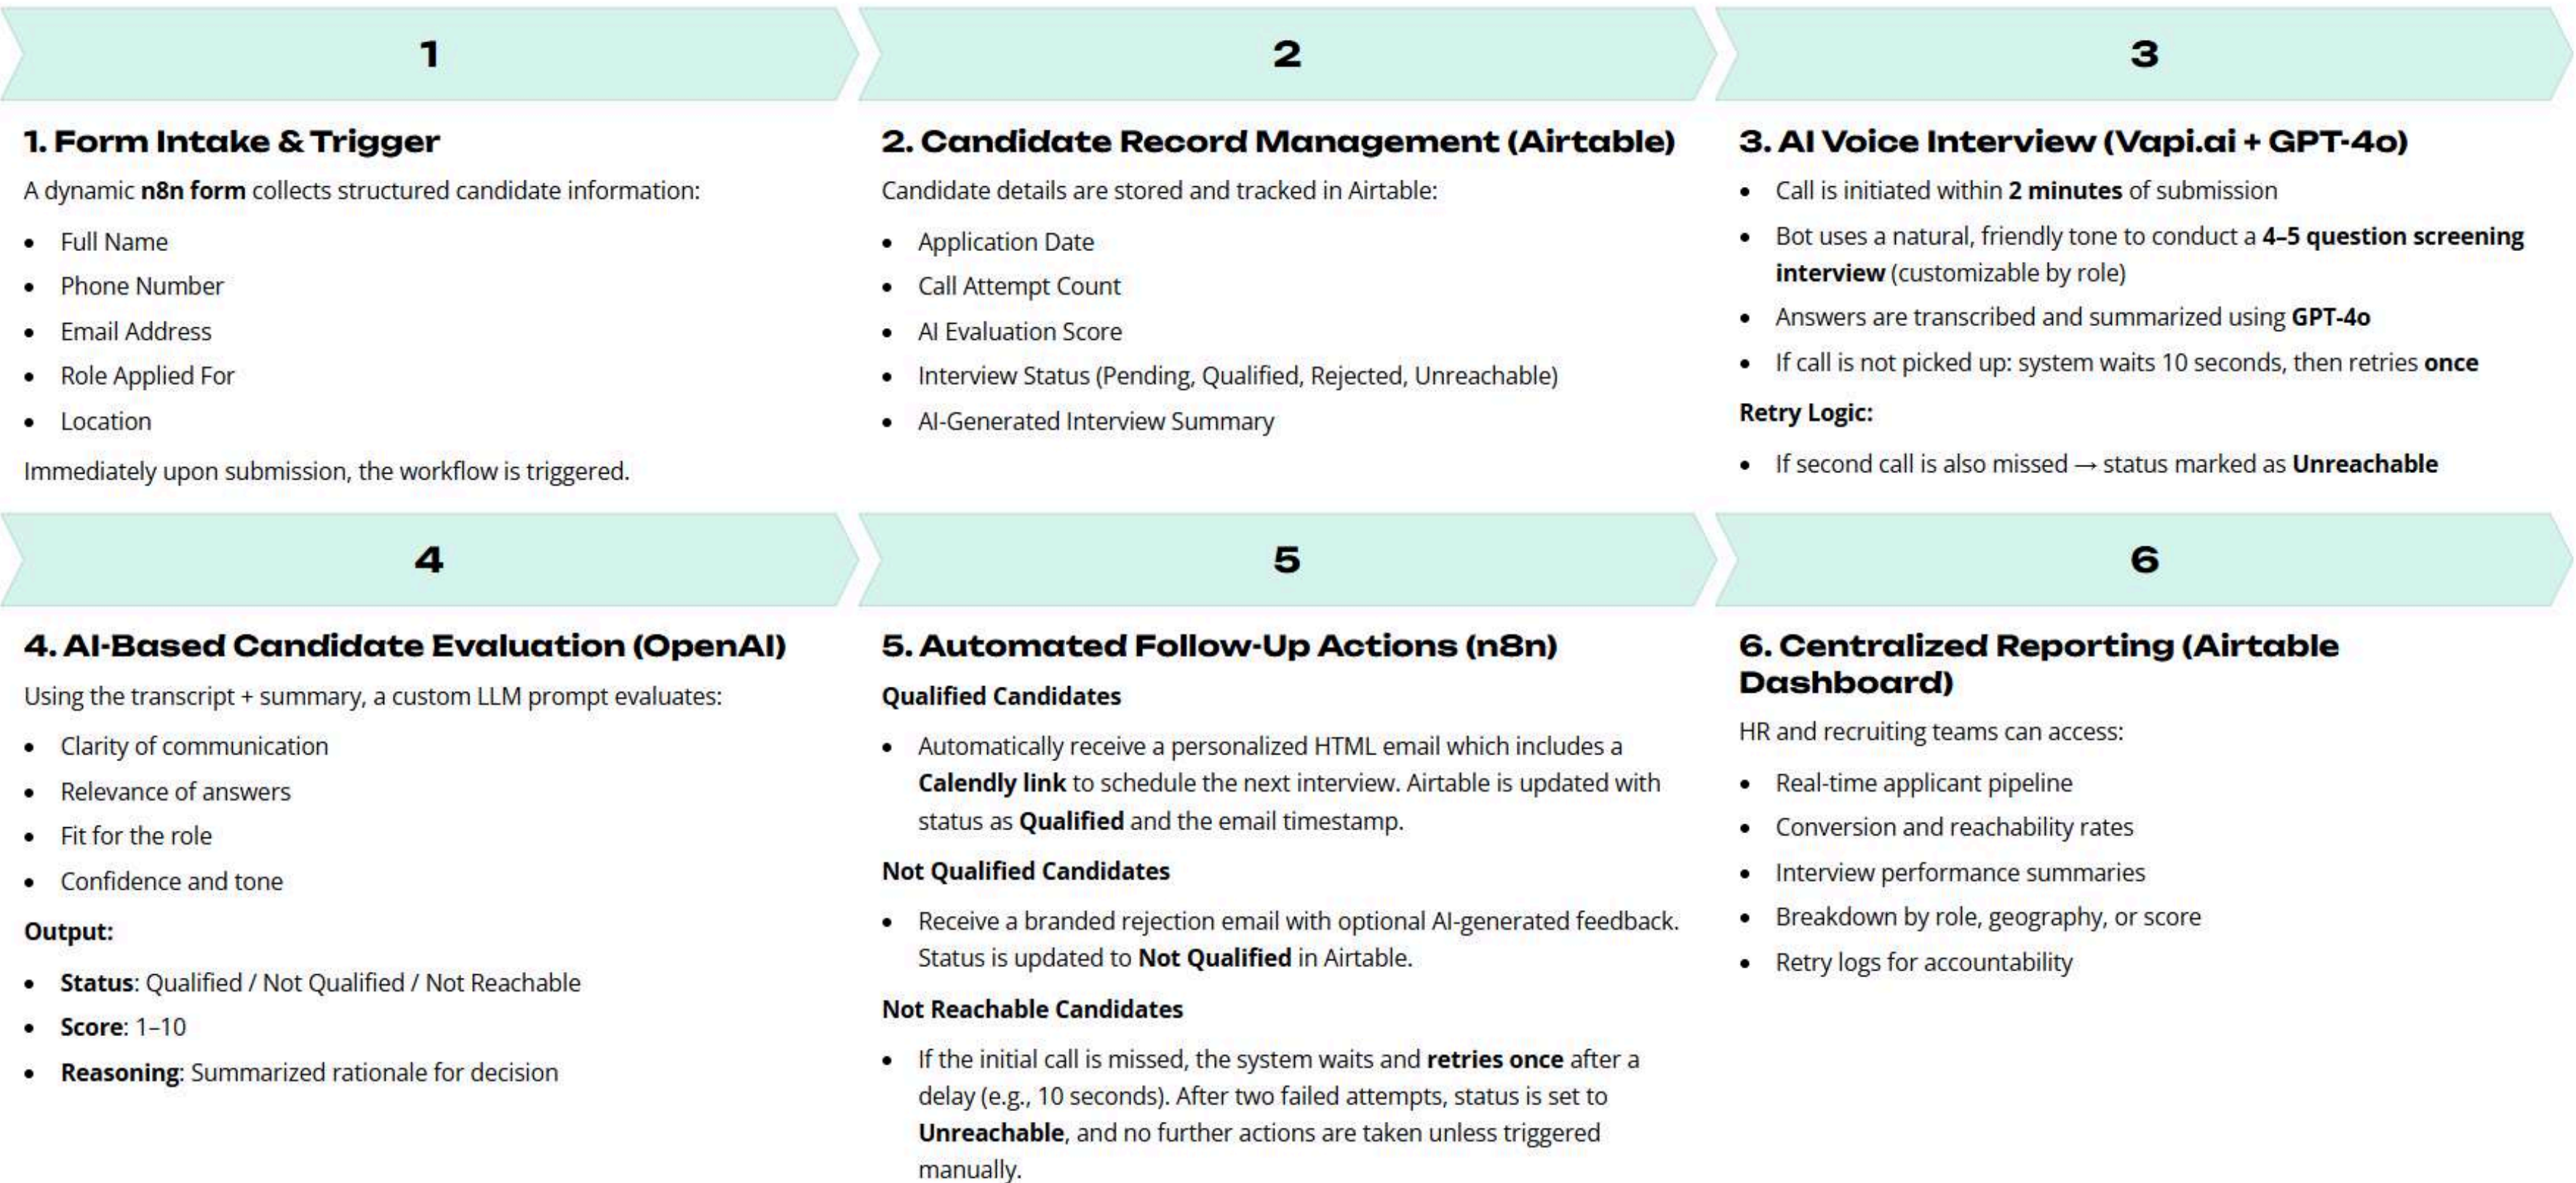 1
2
3
1. Form Intake & Trigger
A dynamic n8n form collects structured candidate information:
• Full Name
• Phone Number
• Email Address
• Role Applied For
• Location
Immediately upon submission, the workflow is triggered.
2. Candidate Record Management (Airtable)
Candidate details are stored and tracked in Airtable:
• Application Date
• Call Attempt Count
• AI Evaluation Score
• Interview Status (Pending, Qualified, Rejected, Unreachable)
• AI-Generated Interview Summary
3. AI Voice Interview (Vapi.ai + GPT-4o)
• Call is initiated within 2 minutes of submission
• Bot uses a natural, friendly tone to conduct a 4–5 question screening
interview (customizable by role)
• Answers are transcribed and summarized using GPT-4o
• If call is not picked up: system waits 10 seconds, then retries once
Retry Logic:
• If second call is also missed → status marked as Unreachable
4
5
6
4. AI-Based Candidate Evaluation (OpenAI)
Using the transcript + summary, a custom LLM prompt evaluates:
• Clarity of communication
• Relevance of answers
• Fit for the role
• Confidence and tone
Output:
• Status: Qualified / Not Qualified / Not Reachable
• Score: 1–10
• Reasoning: Summarized rationale for decision
5. Automated Follow-Up Actions (n8n)
Qualified Candidates
• Automatically receive a personalized HTML email which includes a
Calendly link to schedule the next interview. Airtable is updated with
status as Qualified and the email timestamp.
Not Qualified Candidates
• Receive a branded rejection email with optional AI-generated feedback.
Status is updated to Not Qualified in Airtable.
Not Reachable Candidates
• If the initial call is missed, the system waits and retries once after a
delay (e.g., 10 seconds). After two failed attempts, status is set to
Unreachable, and no further actions are taken unless triggered
manually.
6. Centralized Reporting (Airtable
Dashboard)
HR and recruiting teams can access:
• Real-time applicant pipeline
• Conversion and reachability rates
• Interview performance summaries
• Breakdown by role, geography, or score
• Retry logs for accountability